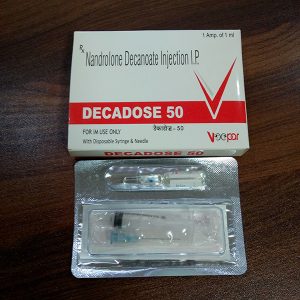 1 Amp. of 1 ml
Rx Nandrolone Decanoate Injection I.P.
DECADOSE 50
FOR IM USE ONLY
डेकाडोज़ - 50
With Disposable Syringe & Needle
DECADOSE 50